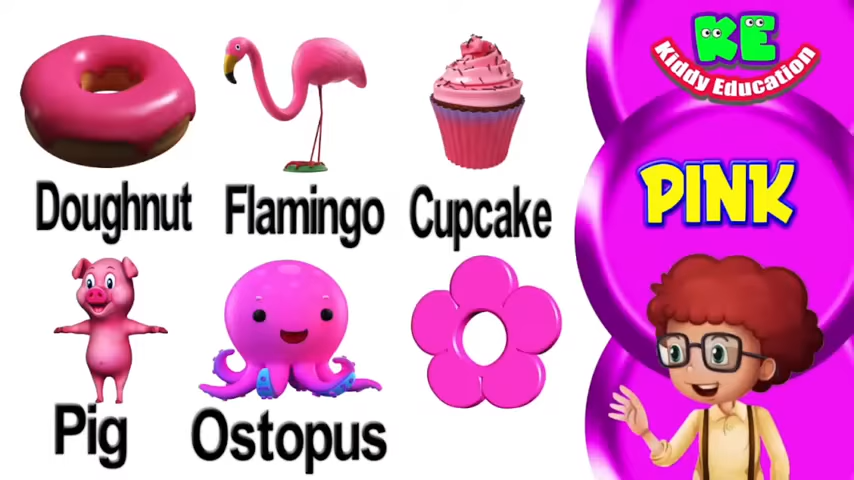 KE
Kiddy Education
PINK
Doughnut
Flamingo
Cupcake
Pig
Ostopus